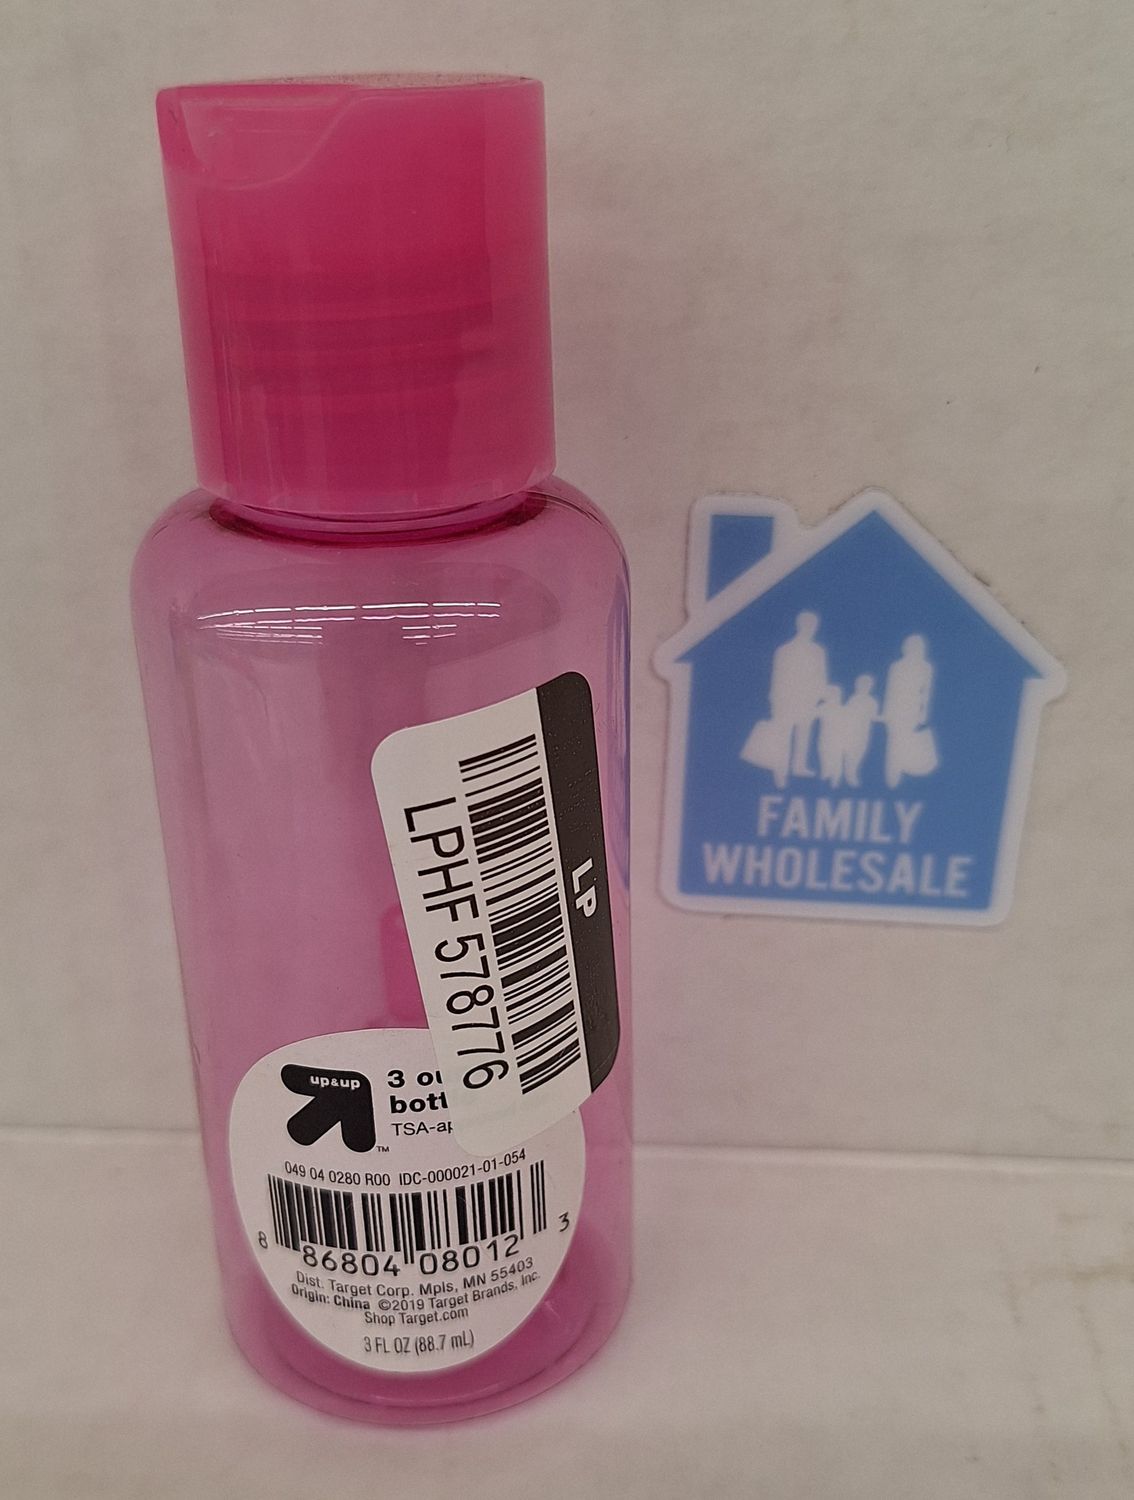 LP
LPHF 578776
up&up
TM
3 ou
bott
TSA-ap
049 04 0280 R00 IDC-000021-01-054
8 86804 08012 3
Dist. Target Corp. Mpls, MN 55403
Origin: China ©2019 Target Brands, Inc.
Shop Target.com
3 FL OZ (88.7 mL)
FAMILY
WHOLESALE